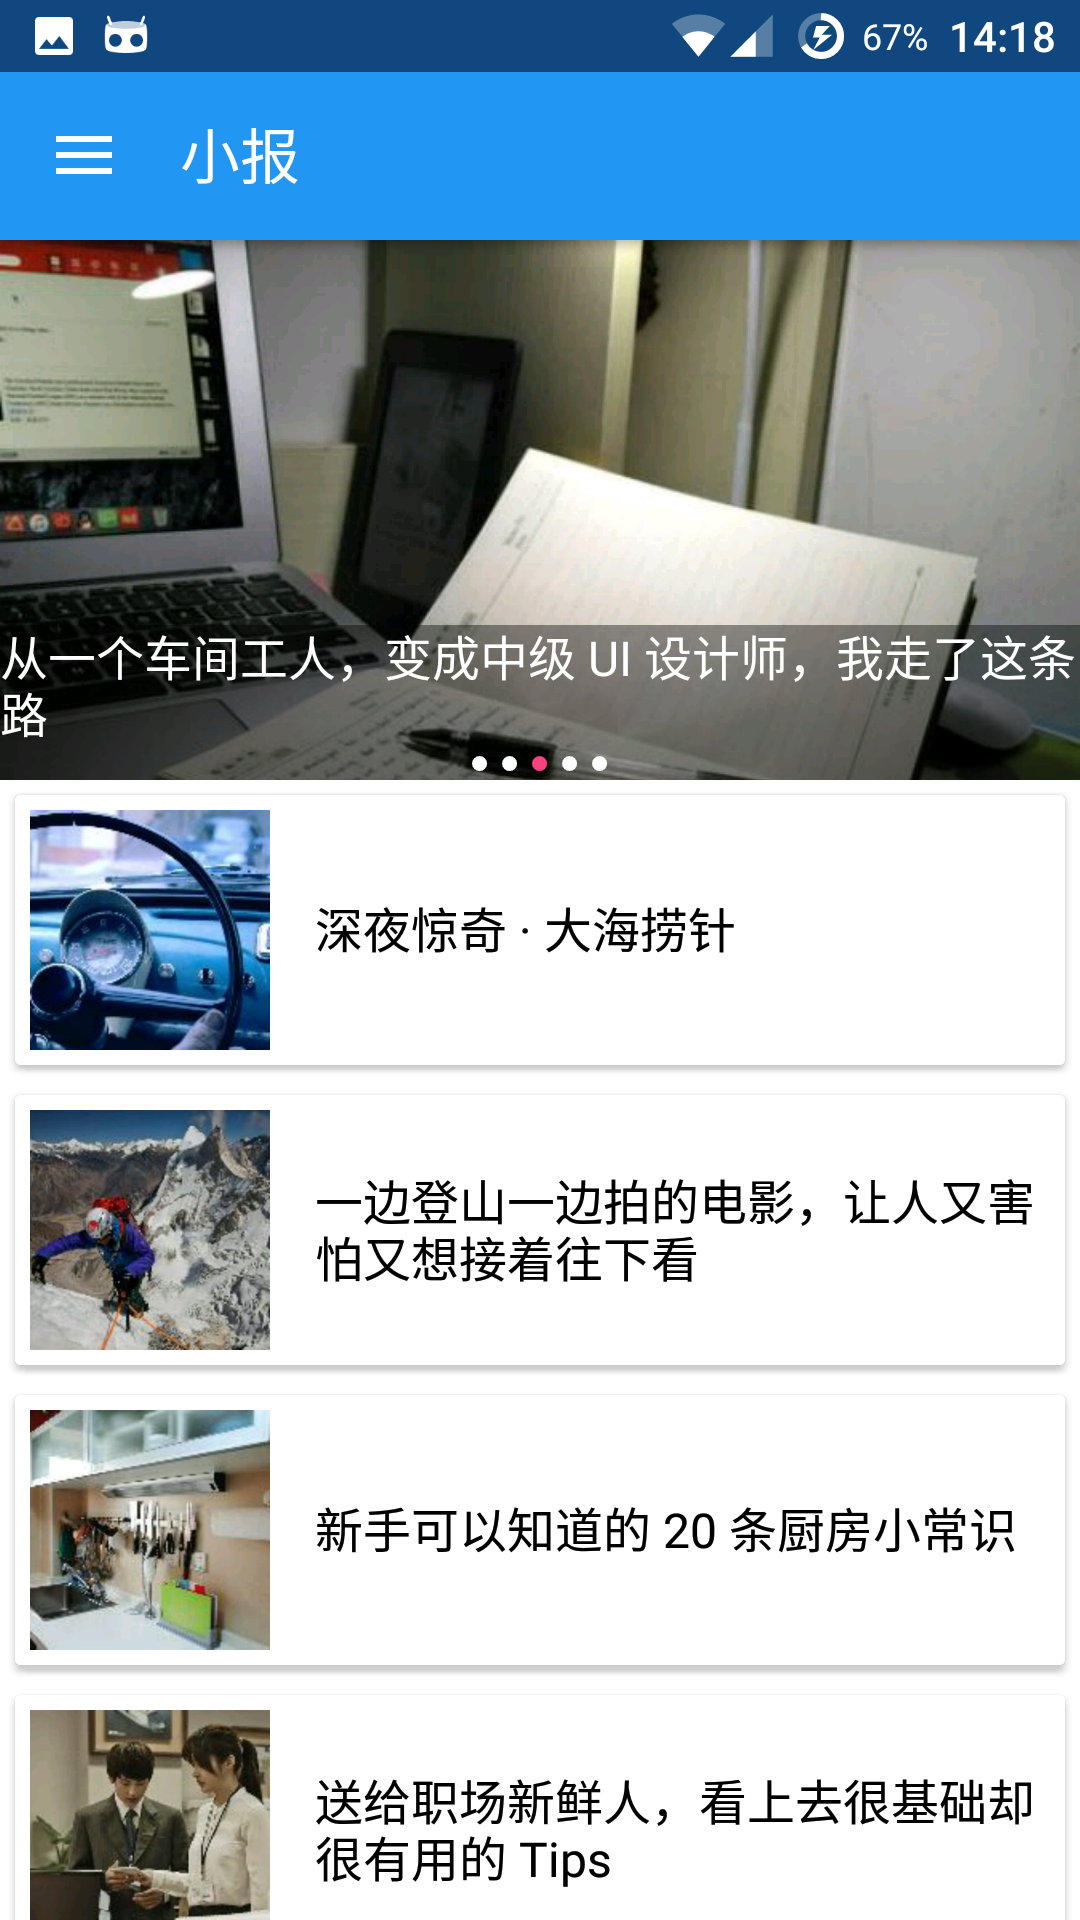 67% 14:18
小报
从一个车间工人，变成中级 UI 设计师，我走了这条
路
深夜惊奇 · 大海捞针
一边登山一边拍的电影，让人又害
怕又想接着往下看
新手可以知道的 20 条厨房小常识
送给职场新鲜人，看上去很基础却
很有用的 Tips